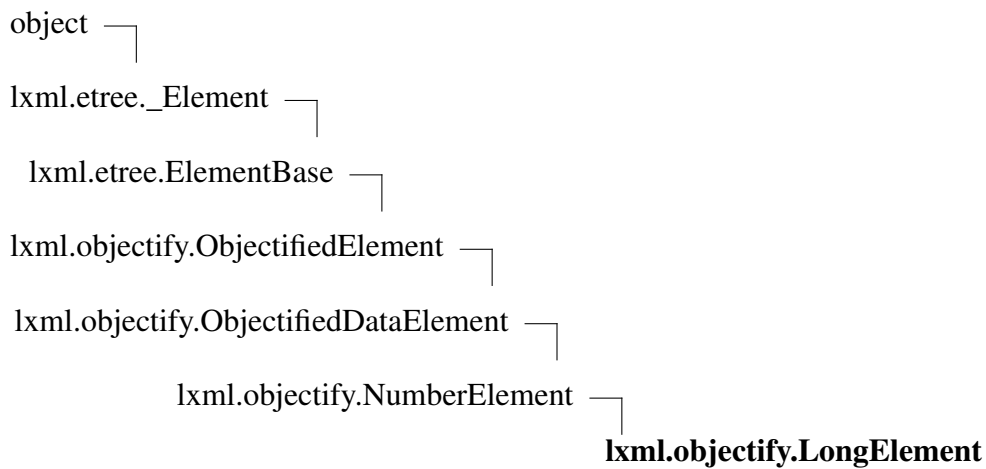 object
lxml.etree._Element
lxml.etree.ElementBase
lxml.objectify.ObjectifiedElement
lxml.objectify.ObjectifiedDataElement
lxml.objectify.NumberElement
lxml.objectify.LongElement